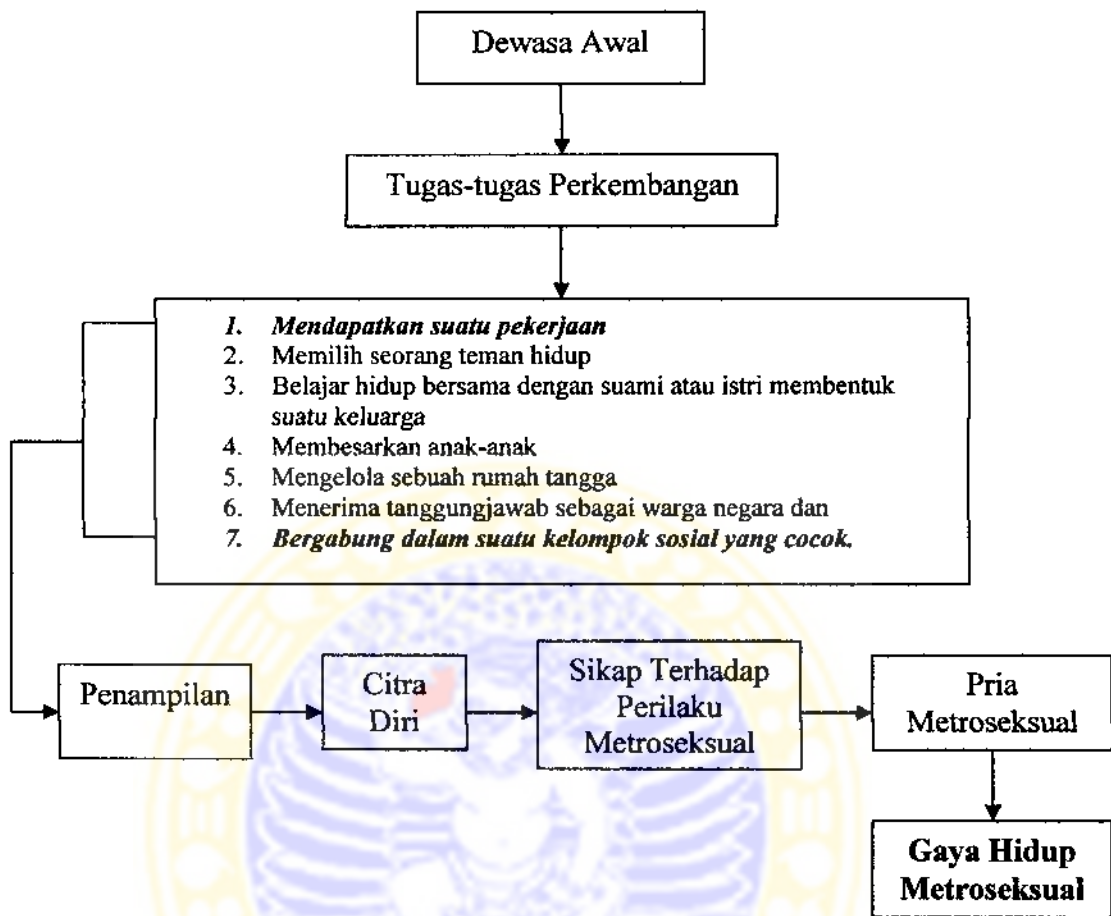 Dewasa Awal
Tugas-tugas Perkembangan
1. Mendapatkan suatu pekerjaan
2. Memilih seorang teman hidup
3. Belajar hidup bersama dengan suami atau istri membentuk
suatu keluarga
4. Membesarkan anak-anak
5. Mengelola sebuah rumah tangga
6. Menerima tanggungjawab sebagai warga negara dan
7. Bergabung dalam suatu kelompok sosial yang cocok.
Penampilan
Citra
Diri
Sikap Terhadap
Perilaku
Metroseksual
Pria
Metroseksual
Gaya Hidup
Metroseksual